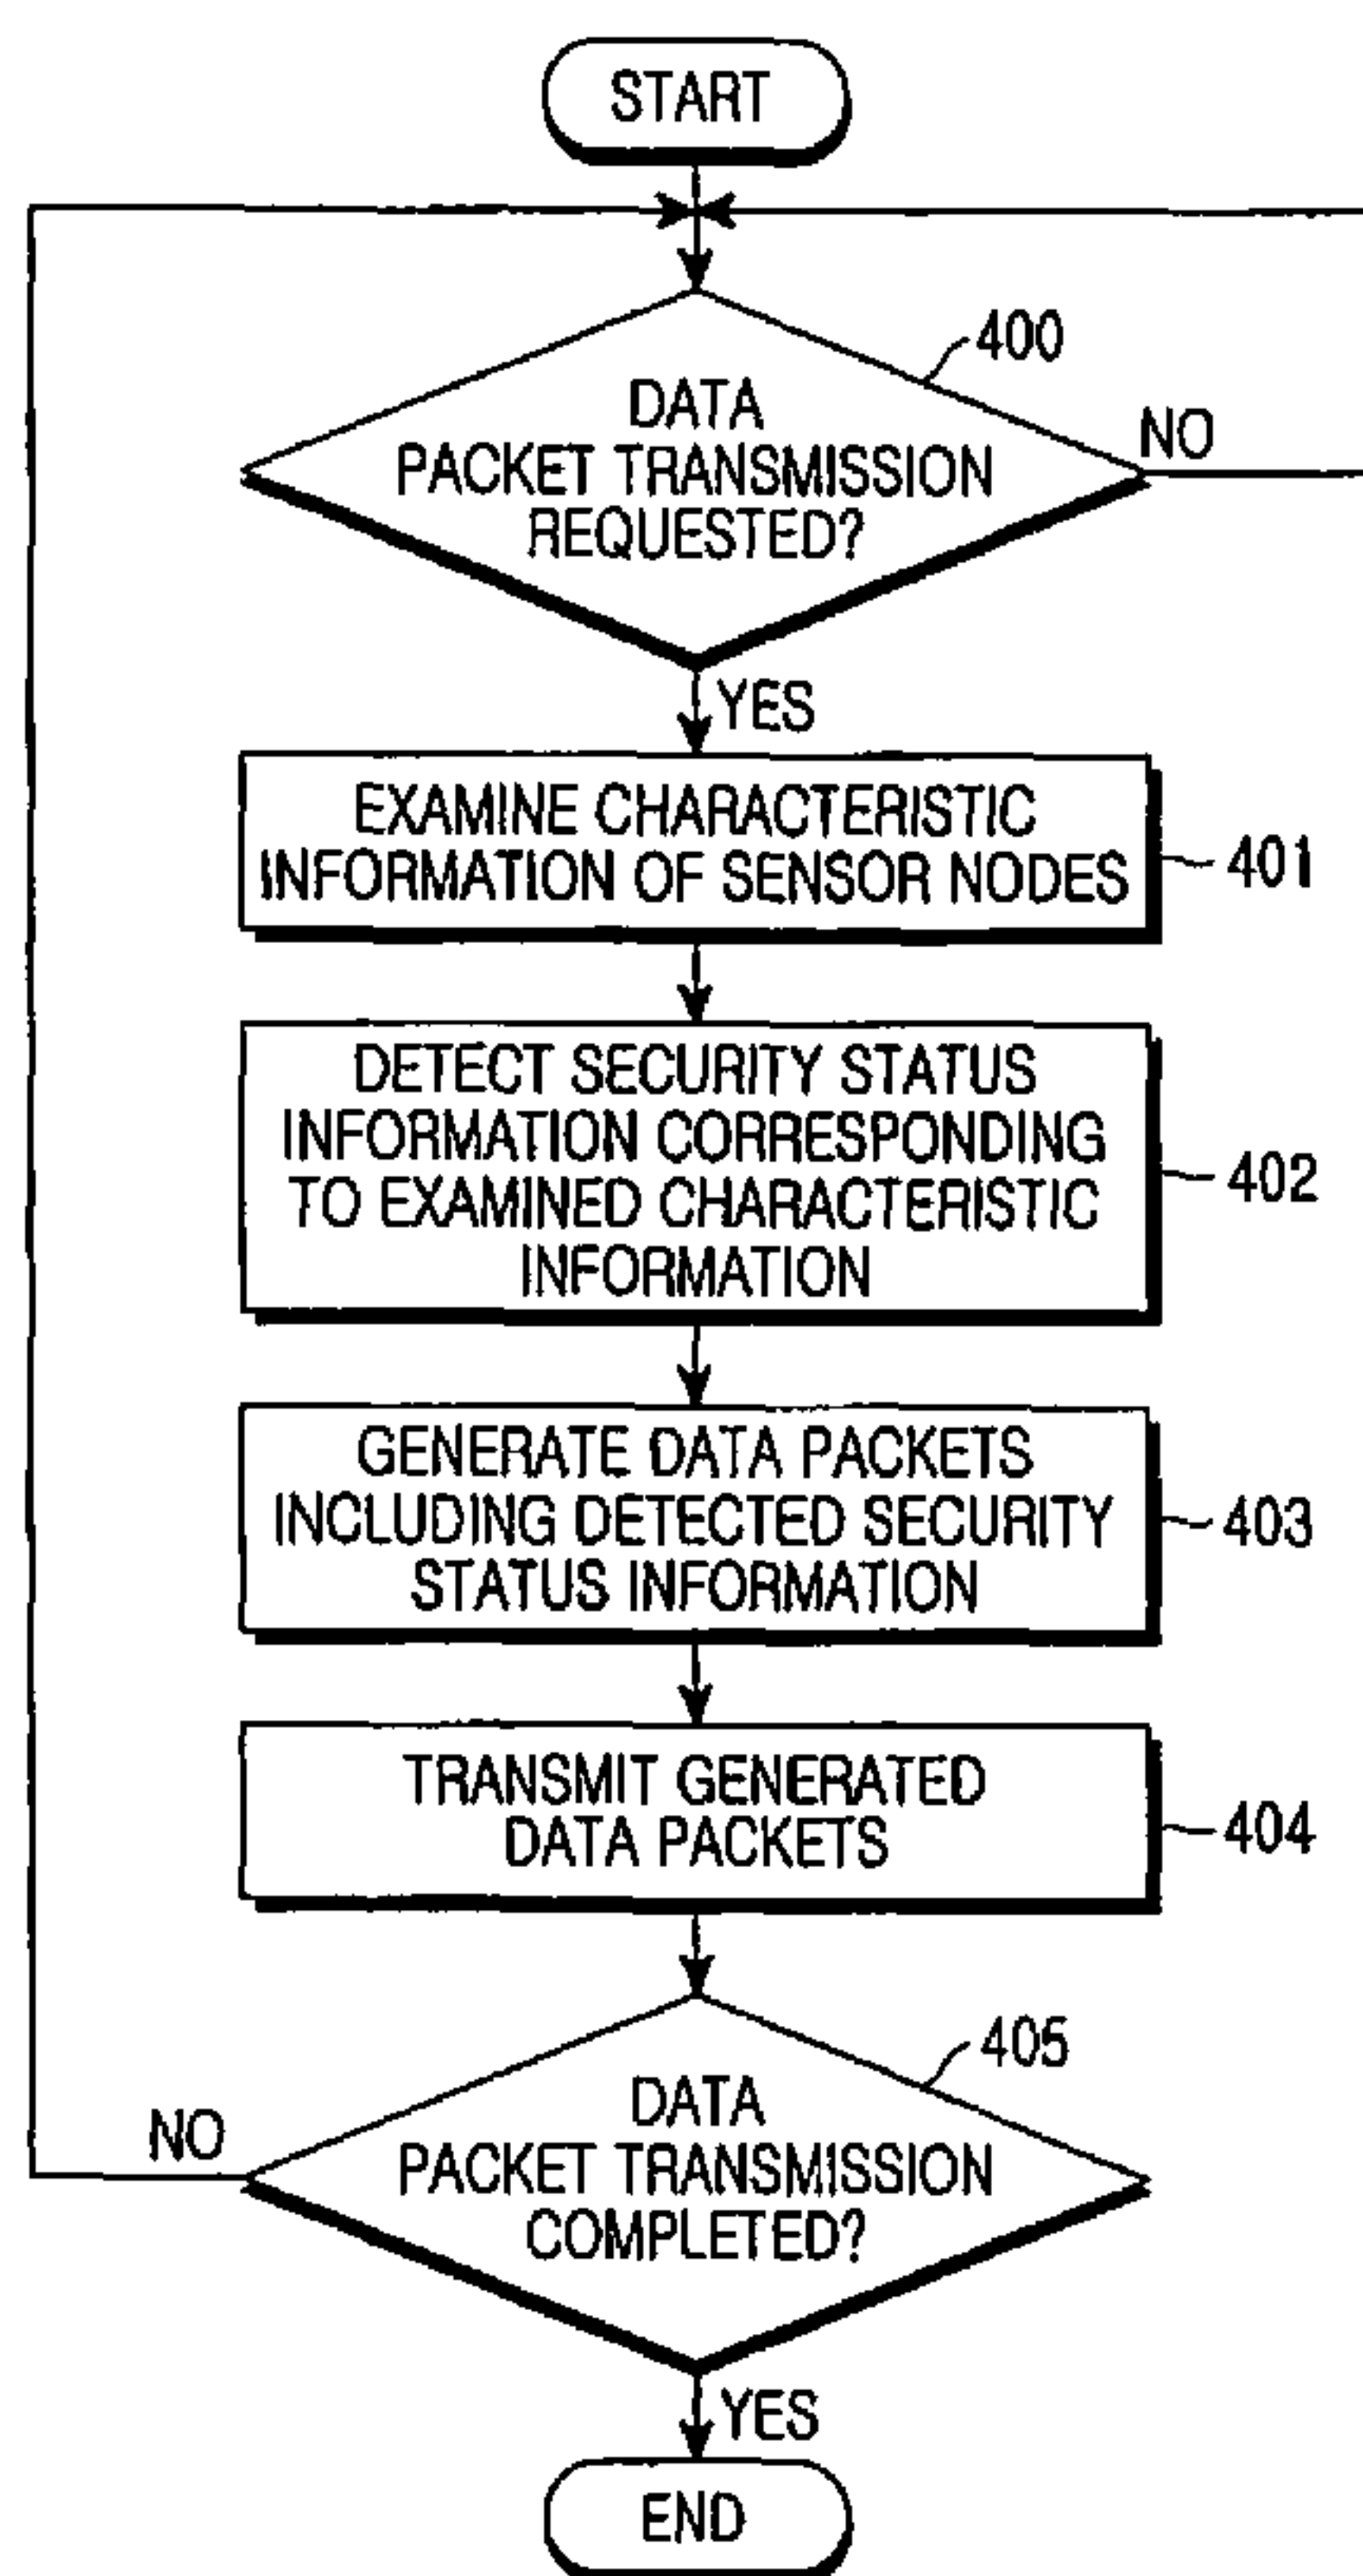 START
400
DATA
PACKET TRANSMISSION
REQUESTED?
NO
YES
EXAMINE CHARACTERISTIC
INFORMATION OF SENSOR NODES
401
DETECT SECURITY STATUS
INFORMATION CORRESPONDING
TO EXAMINED CHARACTERISTIC
INFORMATION
402
GENERATE DATA PACKETS
INCLUDING DETECTED SECURITY
STATUS INFORMATION
403
TRANSMIT GENERATED
DATA PACKETS
404
405
DATA
PACKET TRANSMISSION
COMPLETED?
NO
YES
END